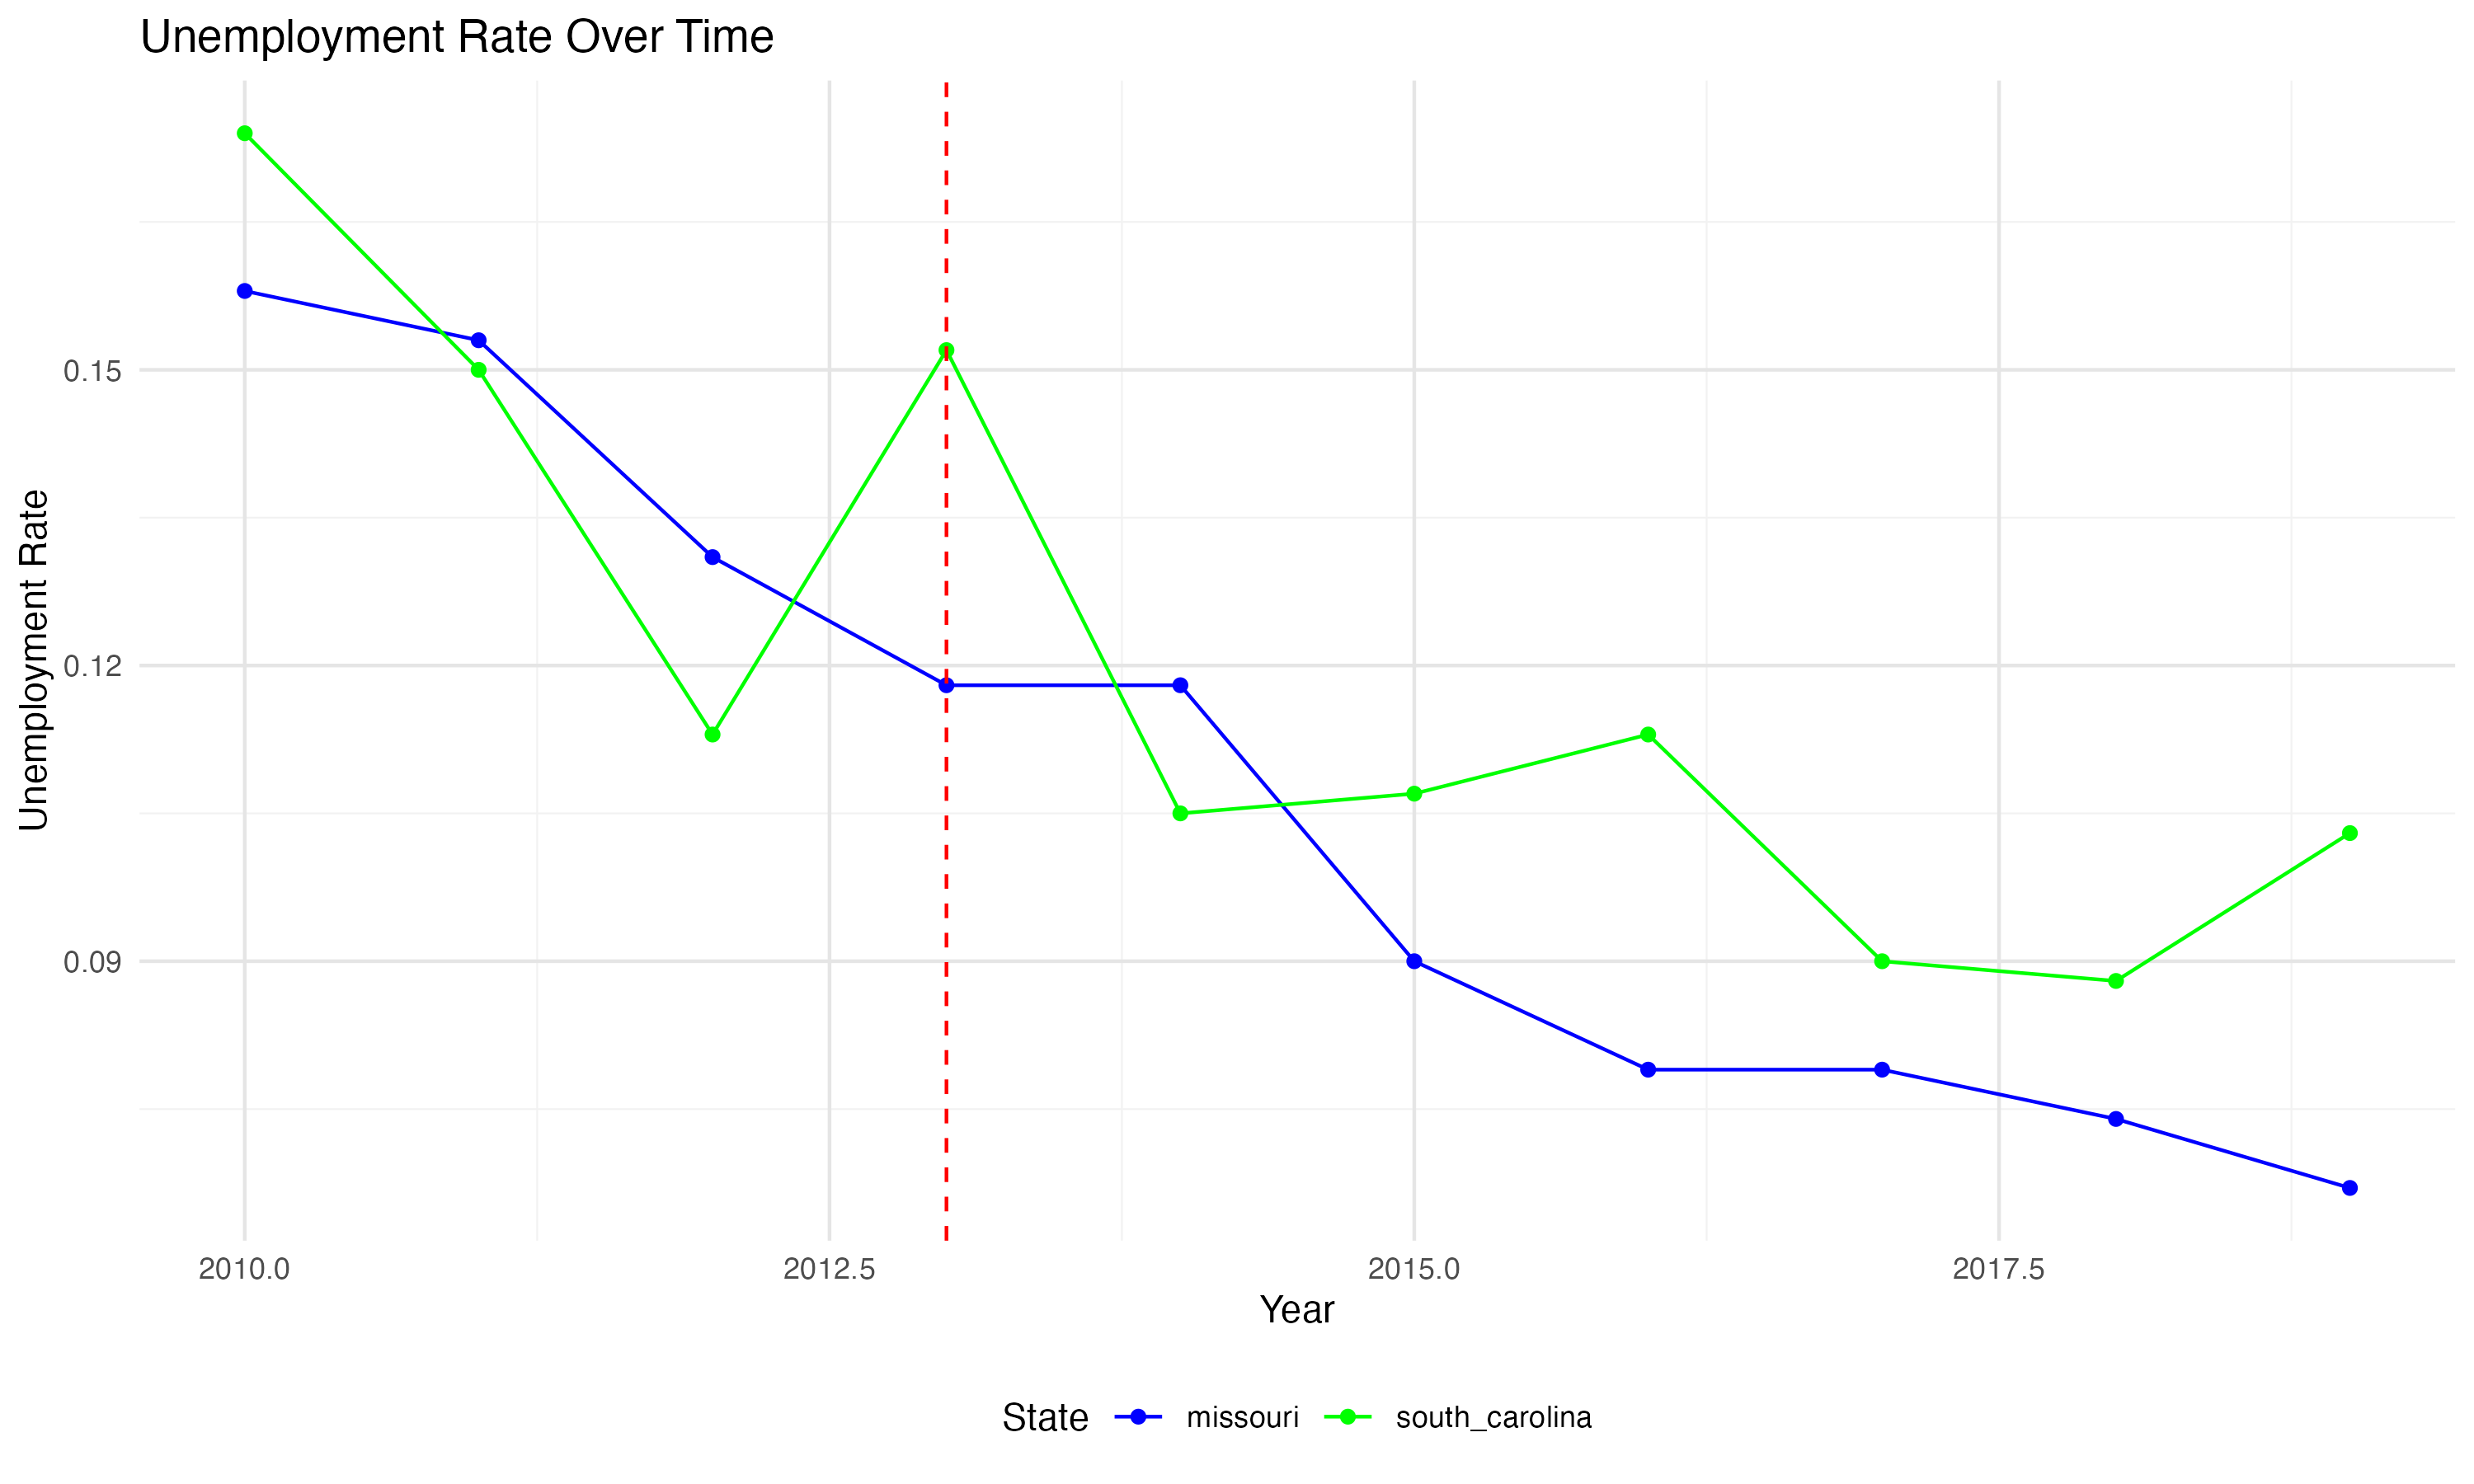 Unemployment Rate Over Time
Unemployment Rate
0.15
0.12
0.09
2010.0 2012.5 2015.0 2017.5
Year
State missouri south_carolina